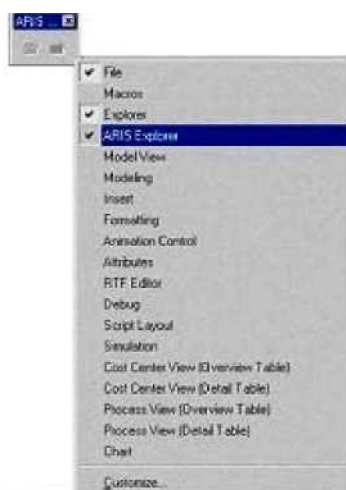 ARIS ...
File
Macros
Explorer
ARIS Explorer
Model View
Modeling
Insert
Formatting
Animation Control
Attributes
RTF Editor
Debug
Script Layout
Simulation
Cost Center View (Overview Table)
Cost Center View (Detail Table)
Process View (Overview Table)
Process View (Detail Table)
Chart
Customize...